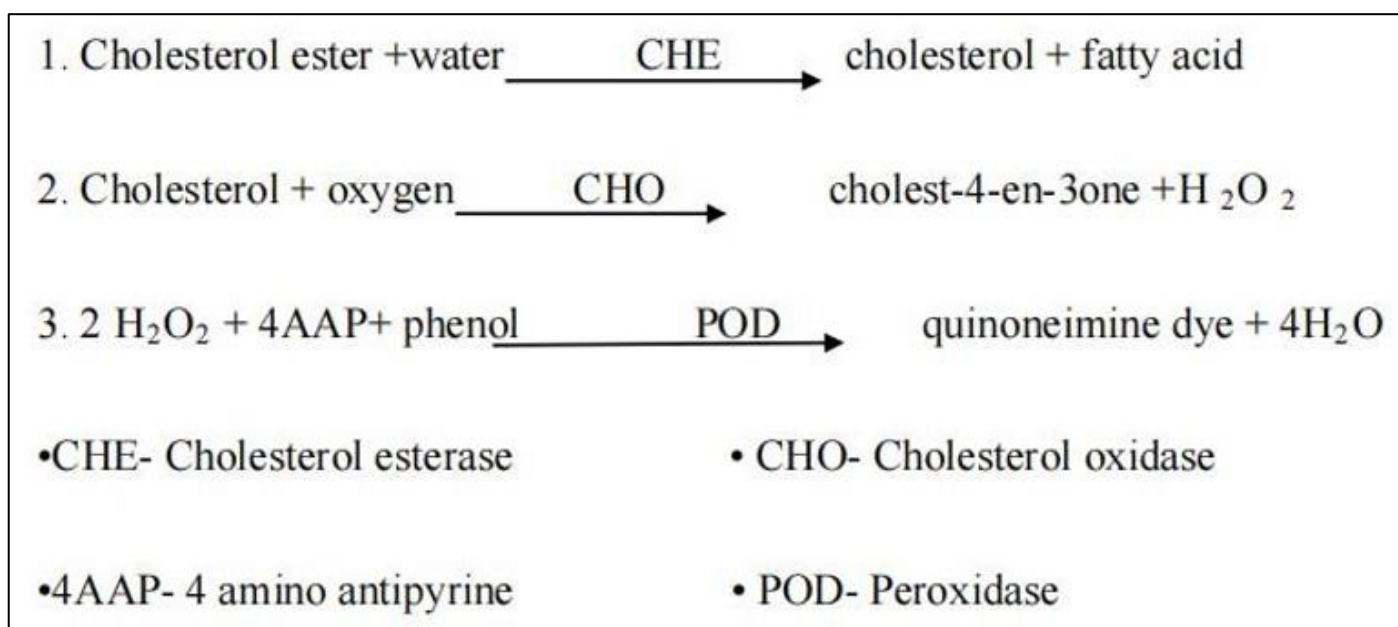 1. Cholesterol ester +water CHE cholesterol + fatty acid
2. Cholesterol + oxygen CHO cholest-4-en-3one +H ₂O ₂
3. 2 H₂O₂ + 4AAP+ phenol POD quinoneimine dye + 4H₂O
•CHE- Cholesterol esterase • CHO- Cholesterol oxidase
•4AAP- 4 amino antipyrine • POD- Peroxidase